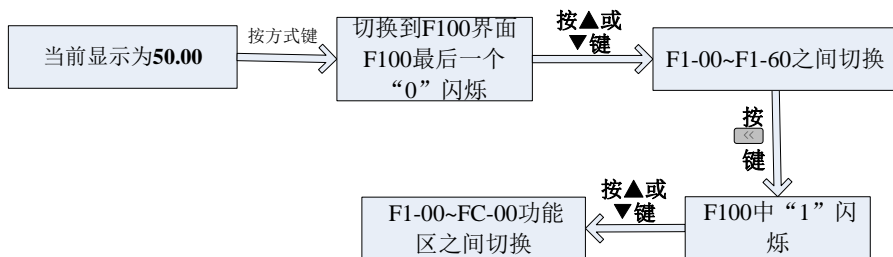 当前显示为50.00
按方式键
切换到F100界面
F100最后一个
“0”闪烁
按▲或
▼键
F1-00~F1-60之间切换
按
<<
键
F100中“1”闪
烁
按▲或
▼键
F1-00~FC-00功能
区之间切换